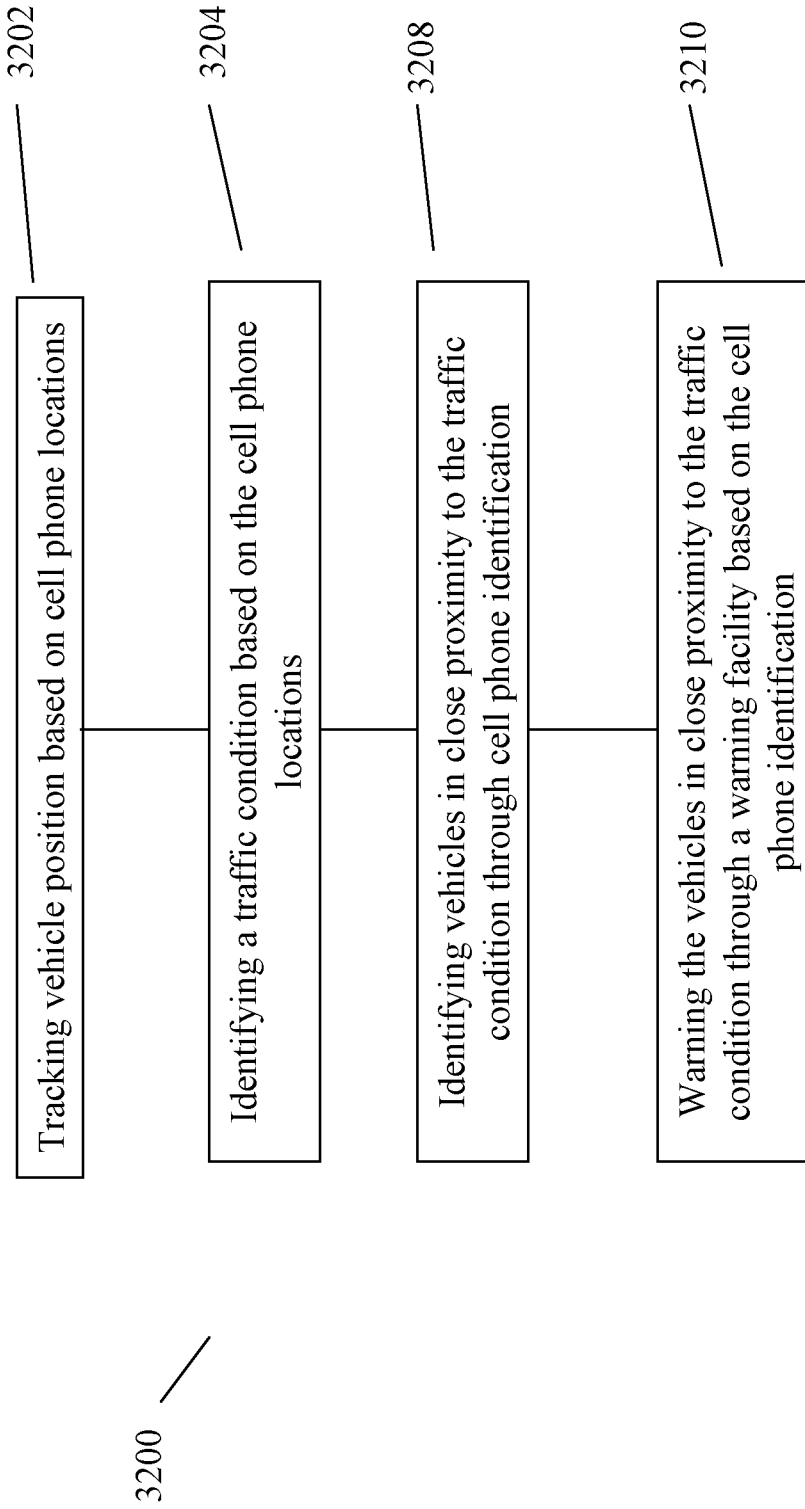 3200
Tracking vehicle position based on cell phone locations
3202
Identifying a traffic condition based on the cell phone
locations
3204
Identifying vehicles in close proximity to the traffic
condition through cell phone identification
3208
Warning the vehicles in close proximity to the traffic
condition through a warning facility based on the cell
phone identification
3210